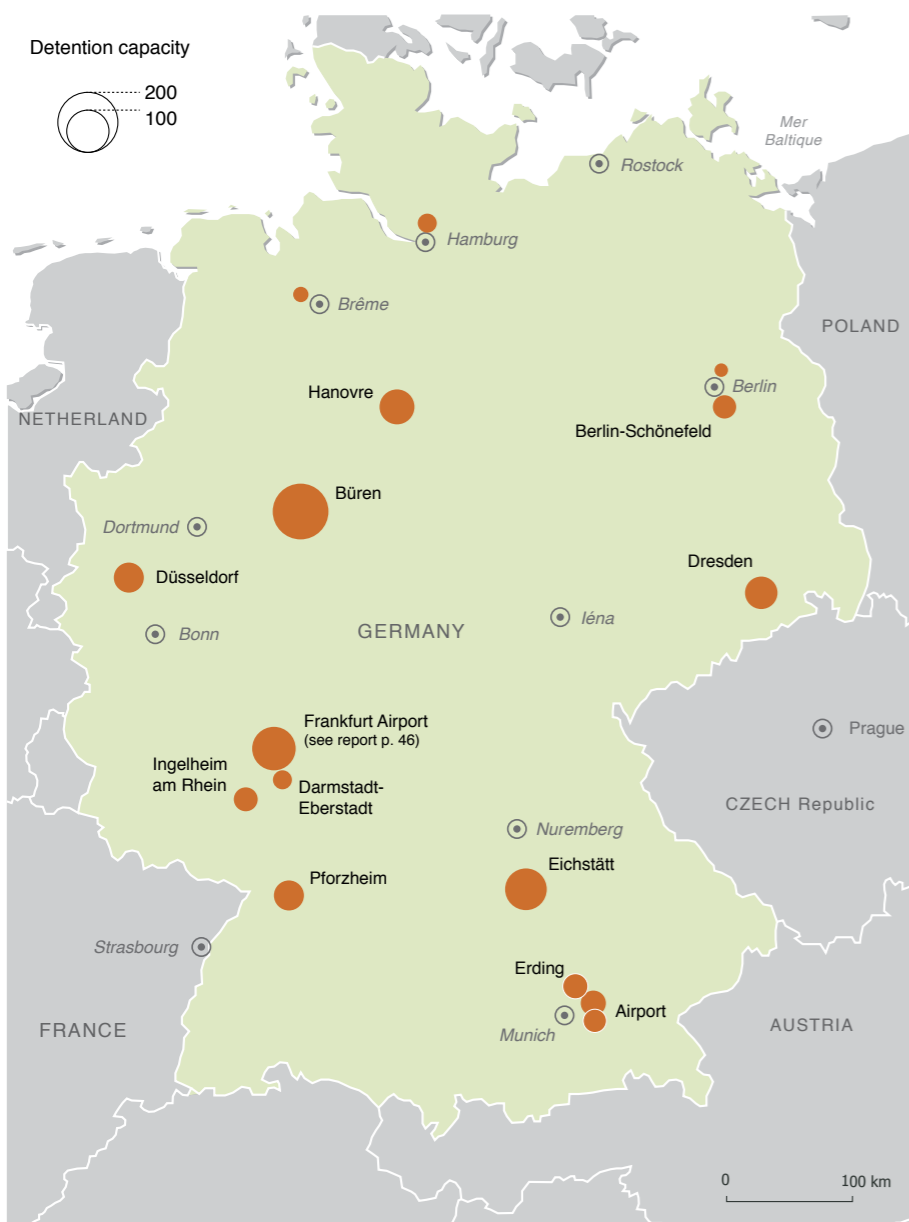 Detention capacity
200
100
Mer
Baltique
Rostock
Hamburg
Brême
POLAND
Berlin
Hanovre
NETHERLAND
Berlin-Schönefeld
Büren
Dortmund
Dresden
Düsseldorf
Iéna
GERMANY
Bonn
Frankfurt Airport
(see report p. 46)
Prague
Ingelheim
am Rhein
Darmstadt-
Eberstadt
CZECH Republic
Nuremberg
Eichstätt
Pforzheim
Strasbourg
Erding
Airport
Munich
FRANCE
AUSTRIA
0
100 km